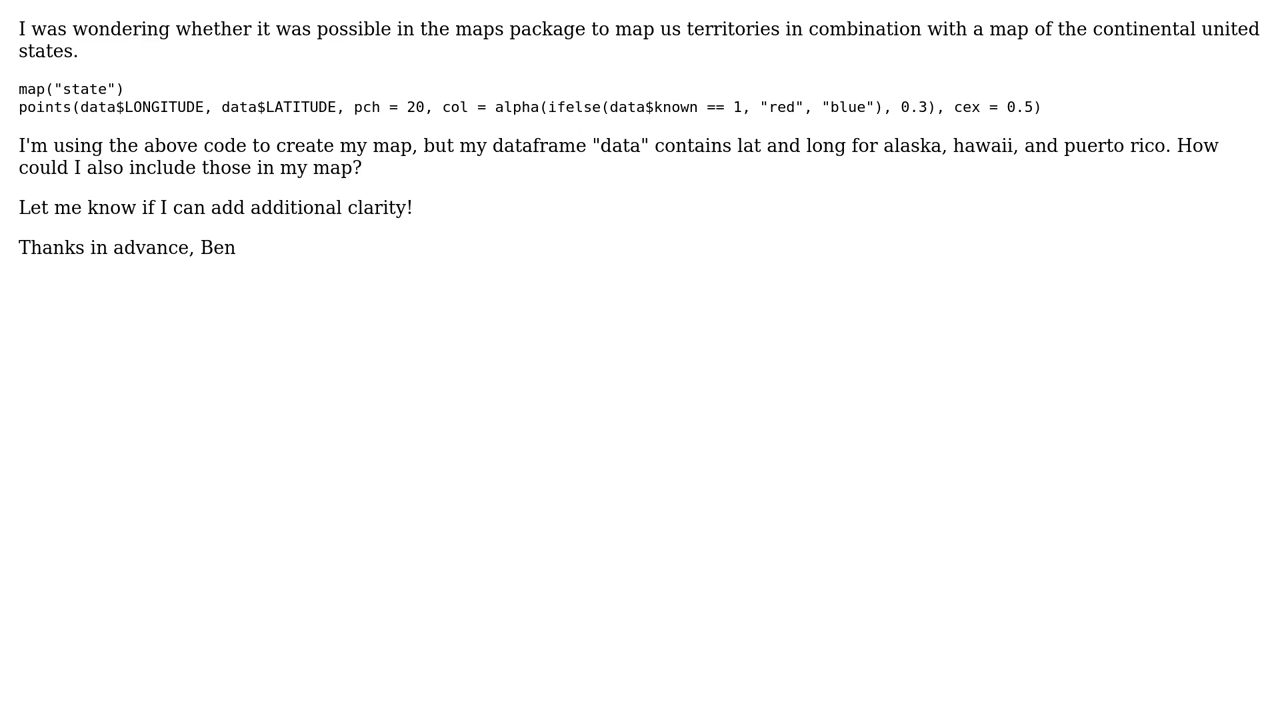 I was wondering whether it was possible in the maps package to map us territories in combination with a map of the continental united
states.
map("state")
points(data$LONGITUDE, data$LATITUDE, pch = 20, col = alpha(ifelse(data$known == 1, "red", "blue"), 0.3), cex = 0.5)
I'm using the above code to create my map, but my dataframe "data" contains lat and long for alaska, hawaii, and puerto rico. How
could I also include those in my map?
Let me know if I can add additional clarity!
Thanks in advance, Ben